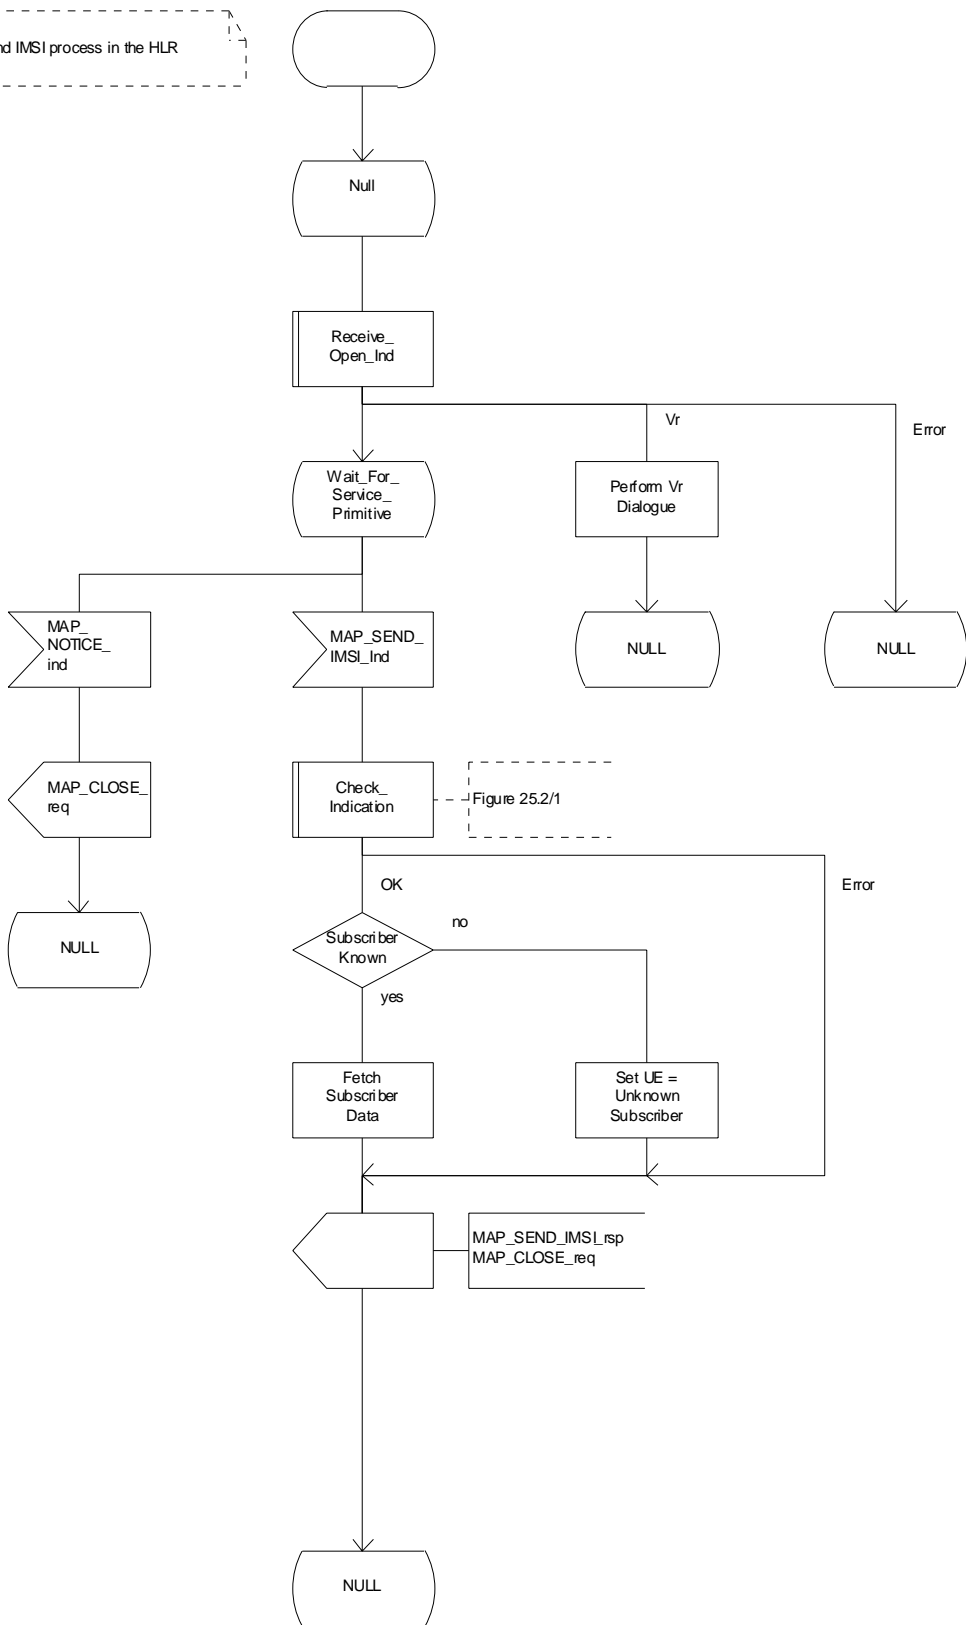 IMSI process in the HLR
Null
Receive_
Open_Ind
Vr
Error
Wait_For_
Service_
Primitive
Perform Vr
Dialogue
MAP_
NOTICE_
ind
MAP_SEND_
IMSI_Ind
NULL
NULL
MAP_CLOSE_
req
Check_
Indication
Figure 25.2/1
OK
Error
NULL
Subscriber
Known
no
yes
Fetch
Subscriber
Data
Set UE =
Unknown
Subscriber
MAP_SEND_IMSI_rsp
MAP_CLOSE_req
NULL